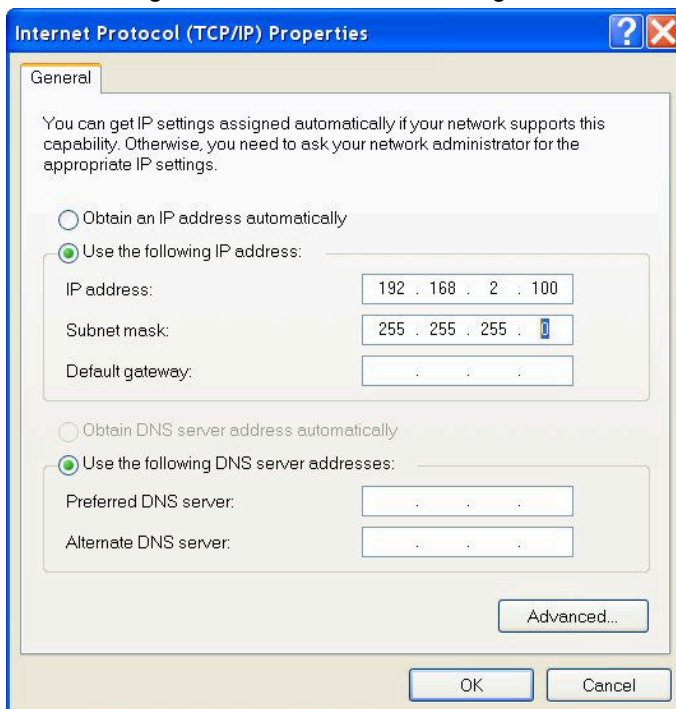 Internet Protocol (TCP/IP) Properties
General
You can get IP settings assigned automatically if your network supports this
capability. Otherwise, you need to ask your network administrator for the
appropriate IP settings.
Obtain an IP address automatically
Use the following IP address:
IP address: 192 . 168 . 2 . 100
Subnet mask: 255 . 255 . 255 . 0
Default gateway: . . .
Obtain DNS server address automatically
Use the following DNS server addresses:
Preferred DNS server: . . .
Alternate DNS server: . . .
Advanced...
OK Cancel